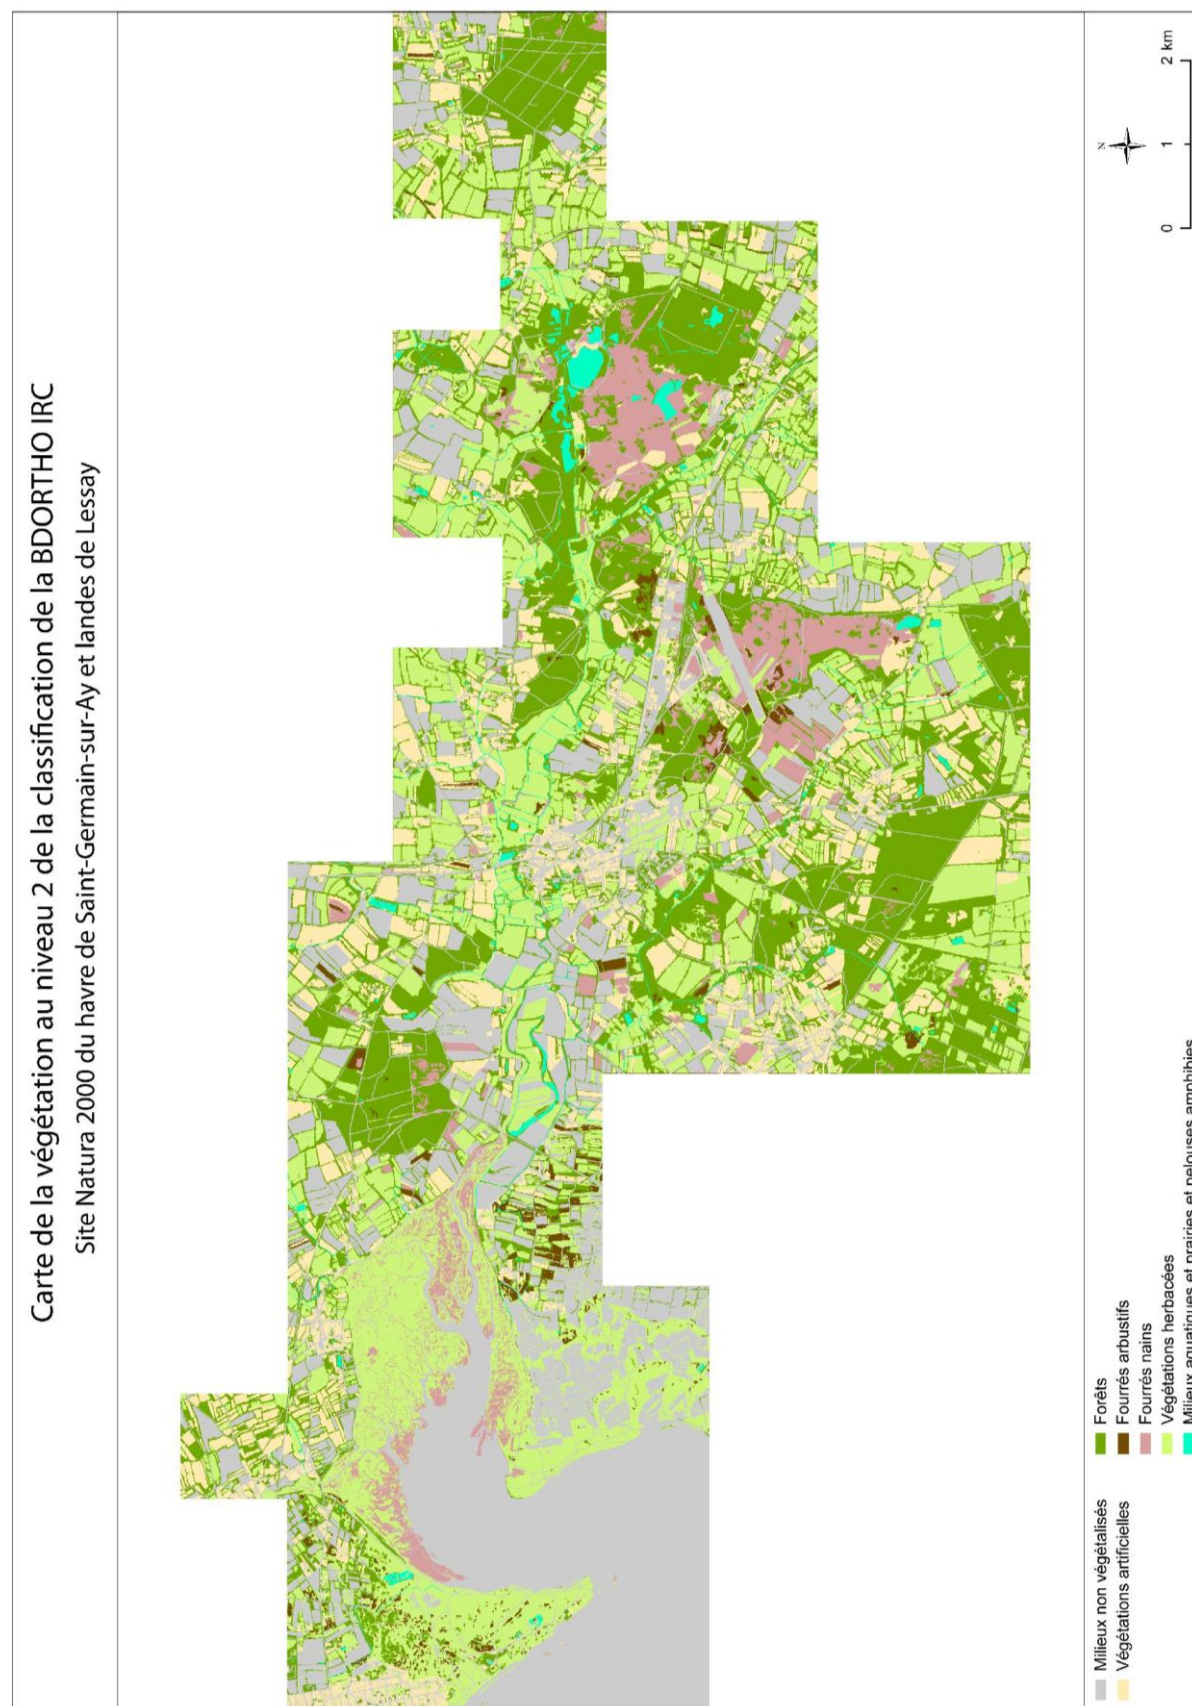 Carte de la végétation au niveau 2 de la classification de la BDORTHO IRC
Site Natura 2000 du havre de Saint-Germain-sur-Ay et landes de Lessay
N
0 1 2 km
Milieux non végétalisés
Végétations artificielles
Forêts
Fourrés arbustifs
Fourrés nains
Végétations herbacées
Milieux aquatiques et prairies et pelouses amphibies